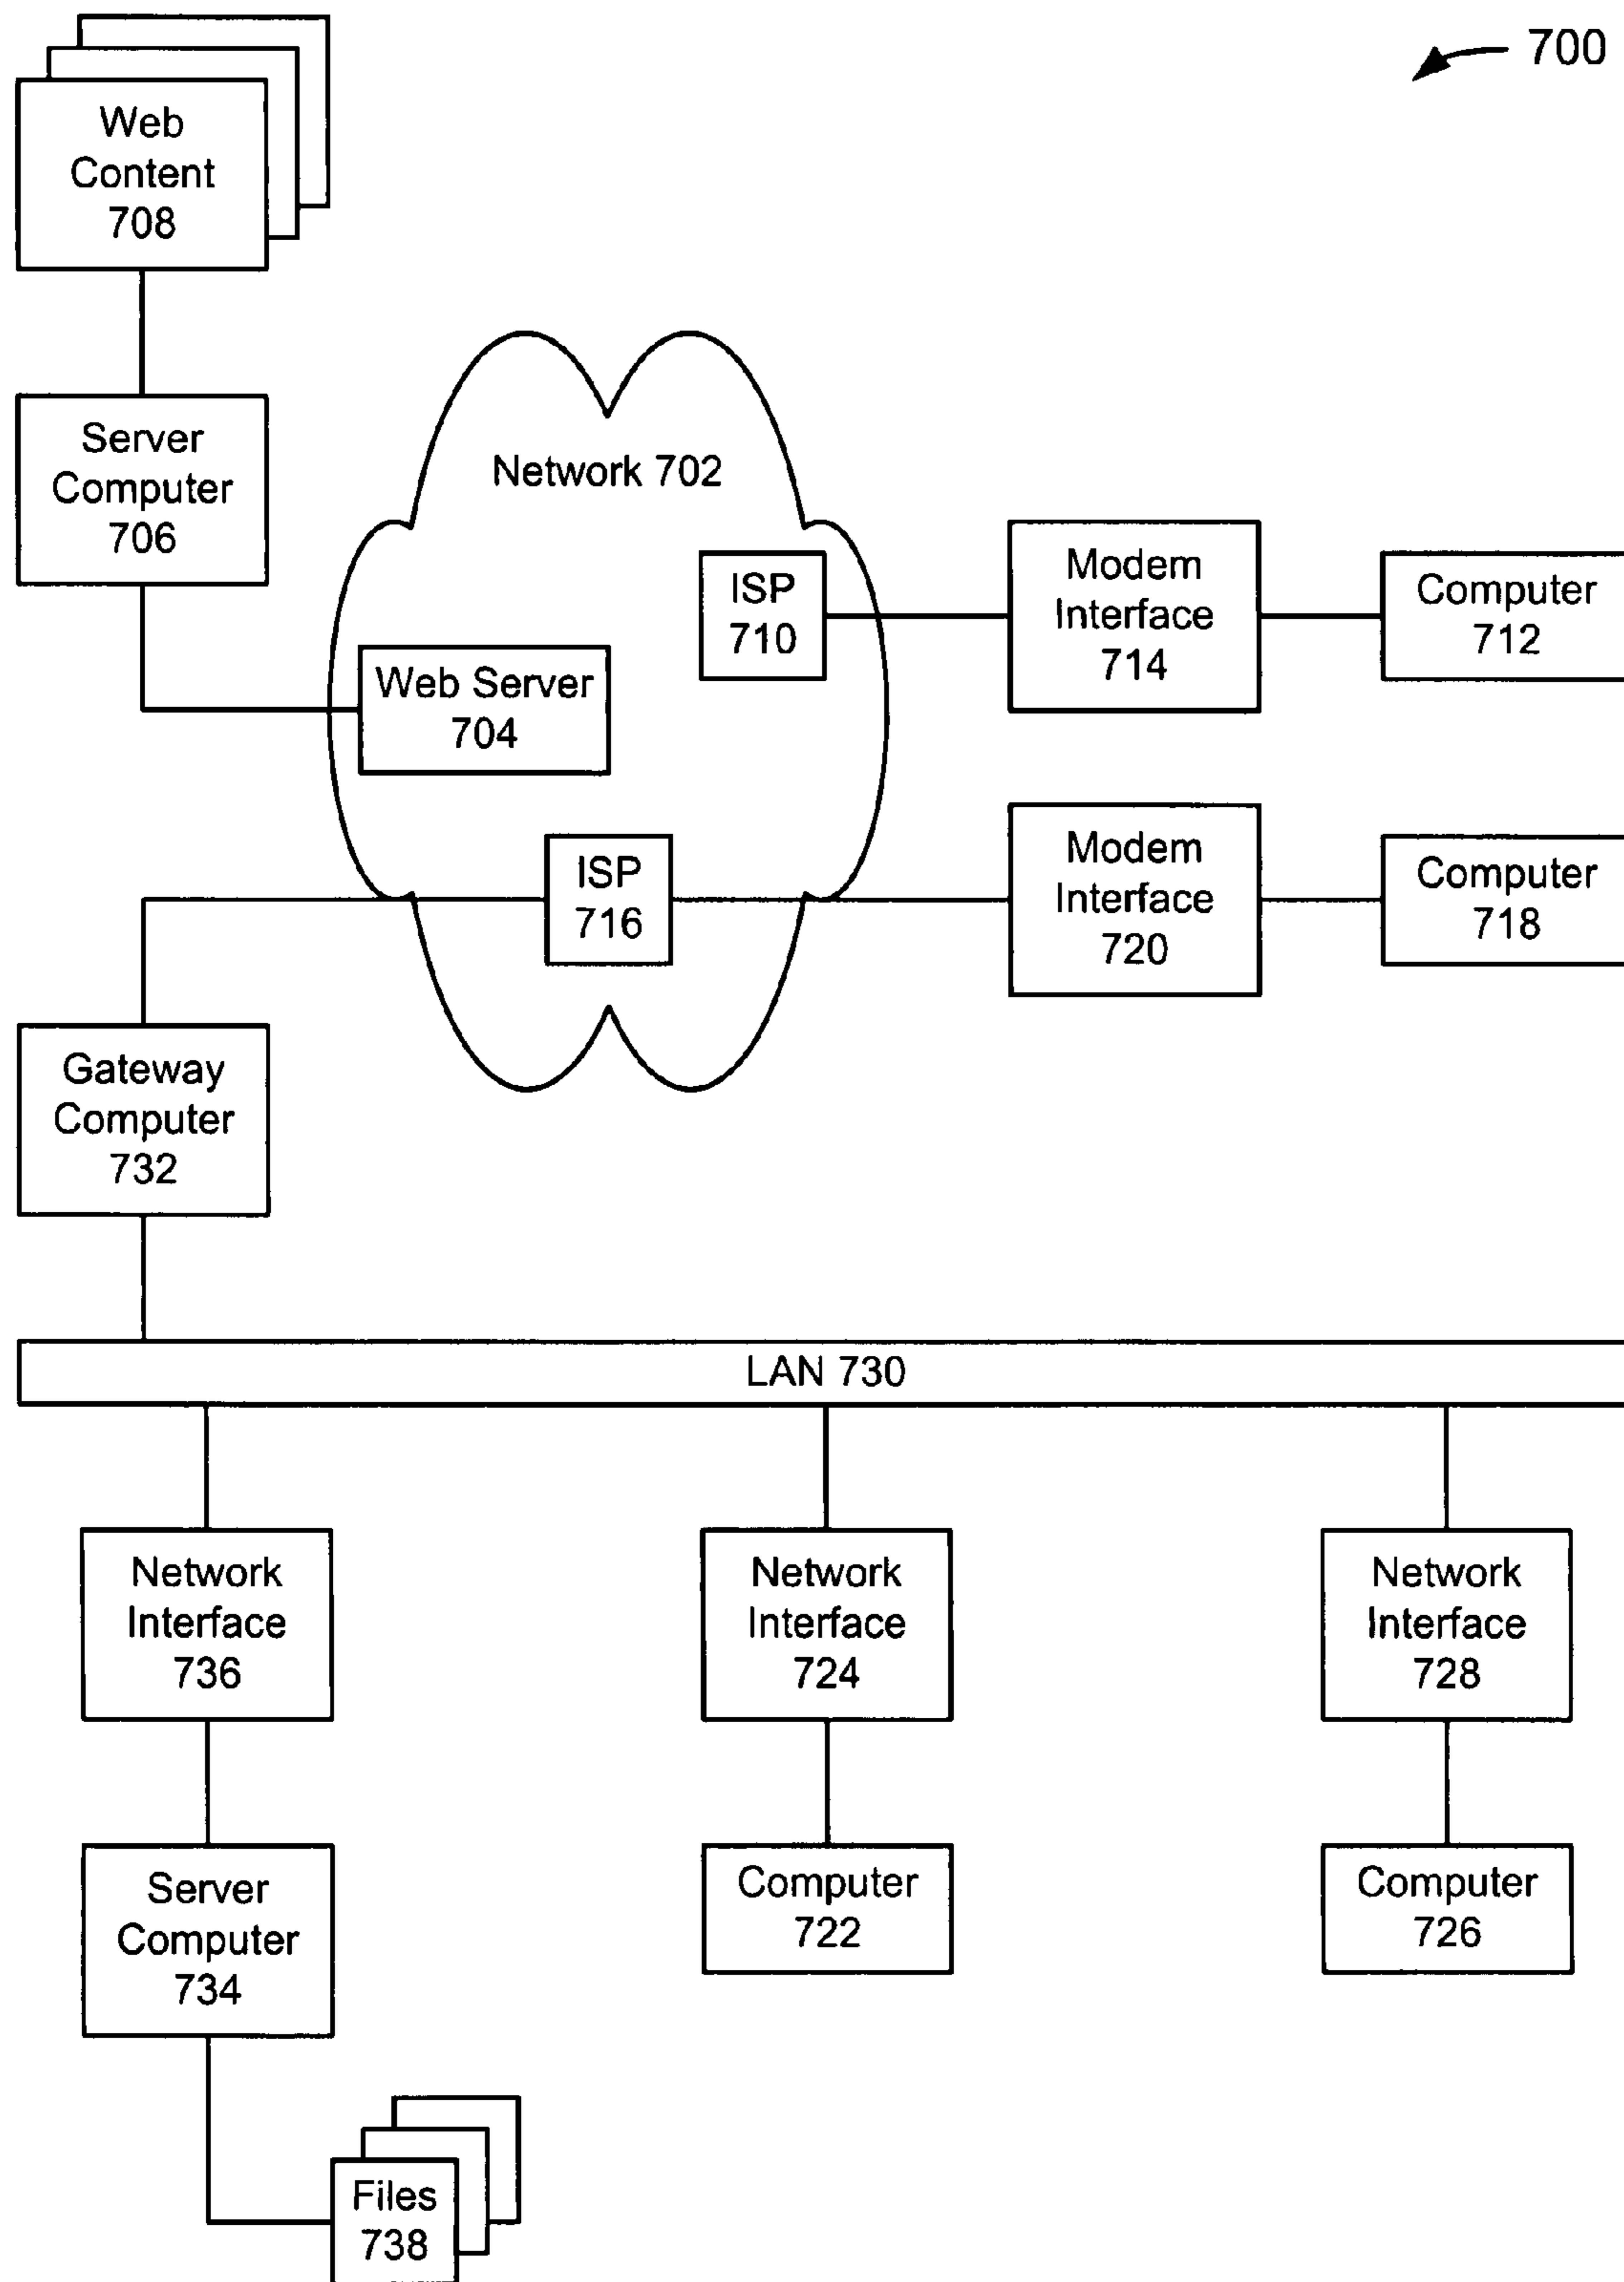 700
Web
Content
708
Server
Computer
706
Network 702
ISP
710
Modem
Interface
714
Computer
712
Web Server
704
ISP
716
Modem
Interface
720
Computer
718
Gateway
Computer
732
LAN 730
Network
Interface
736
Network
Interface
724
Network
Interface
728
Server
Computer
734
Computer
722
Computer
726
Files
738